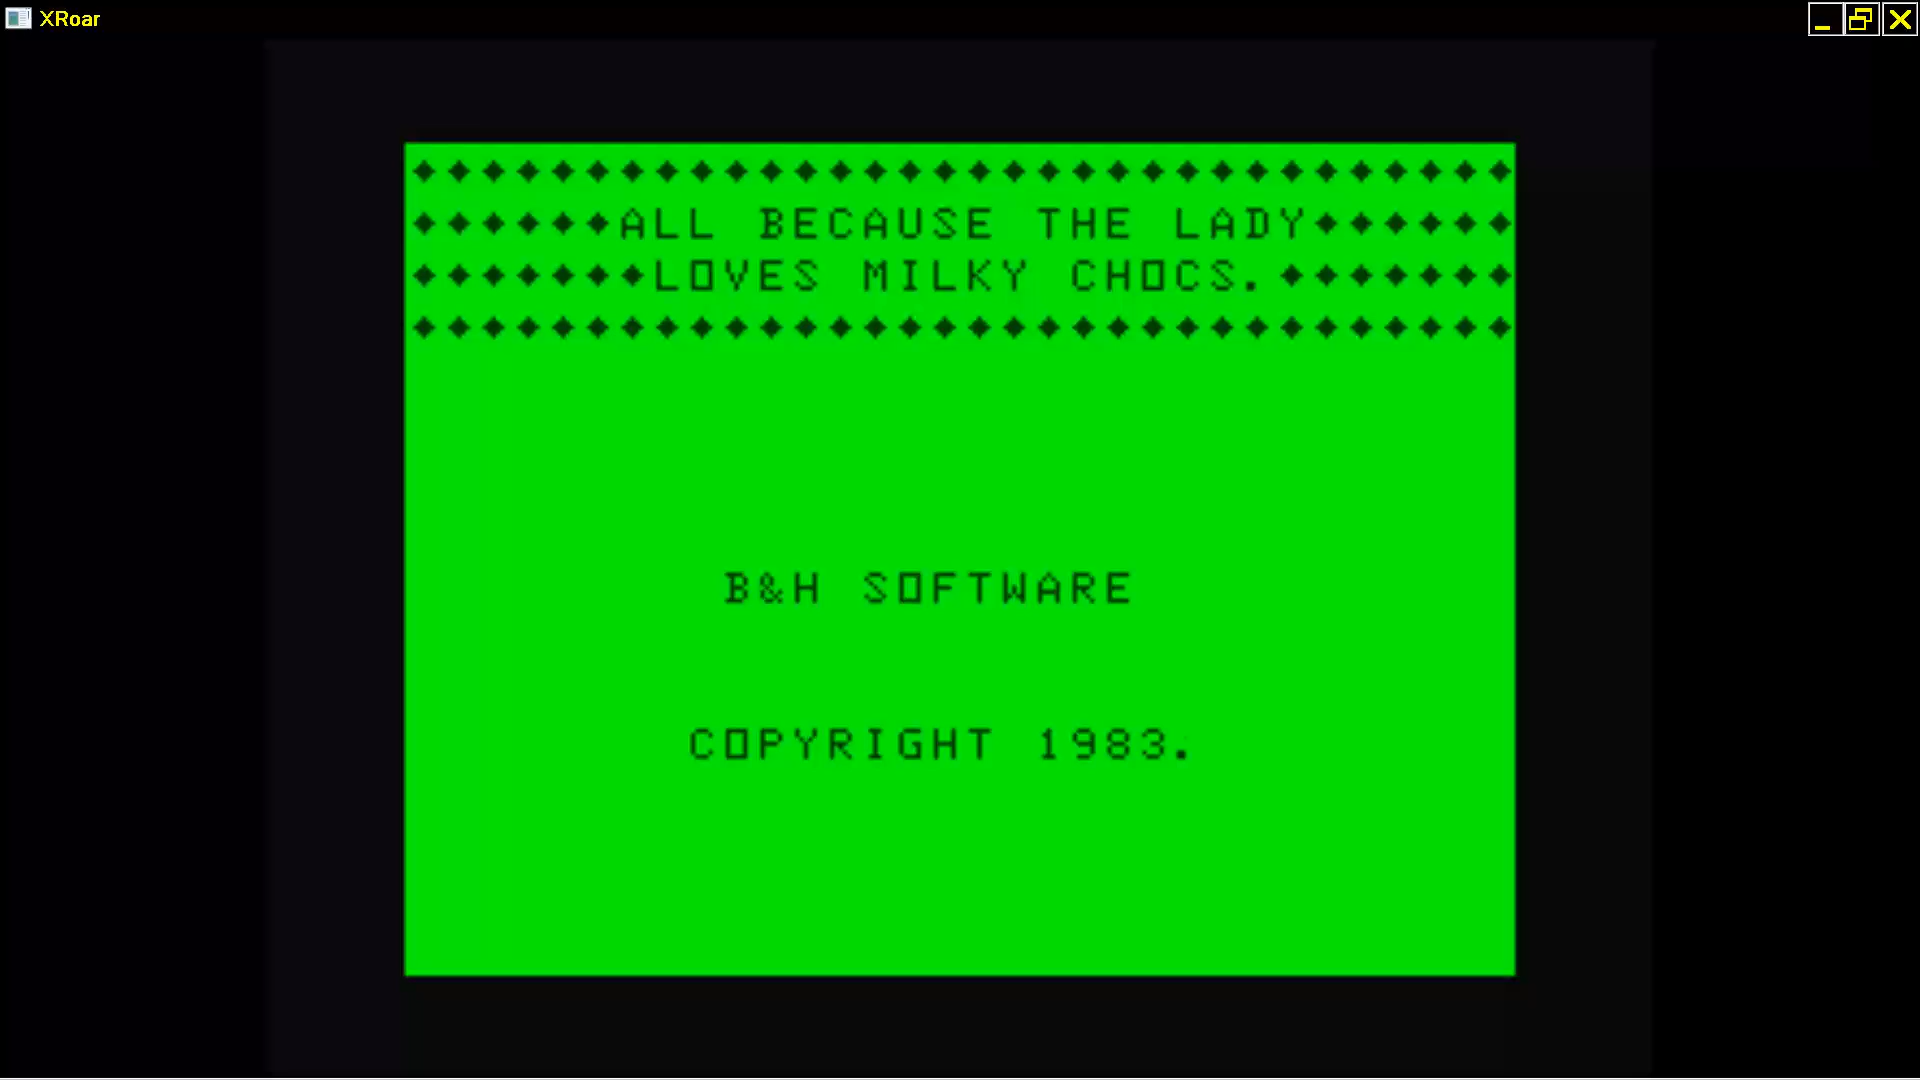 XRoar
◆◆◆◆◆◆◆◆◆◆◆◆◆◆◆◆◆◆◆◆◆◆◆◆◆◆◆◆◆◆◆◆
◆◆◆◆◆◆ALL BECAUSE THE LADY◆◆◆◆◆◆
◆◆◆◆◆◆◆LOVES MILKY CHOCS.◆◆◆◆◆◆◆
◆◆◆◆◆◆◆◆◆◆◆◆◆◆◆◆◆◆◆◆◆◆◆◆◆◆◆◆◆◆◆◆
B&H SOFTWARE
COPYRIGHT 1983.